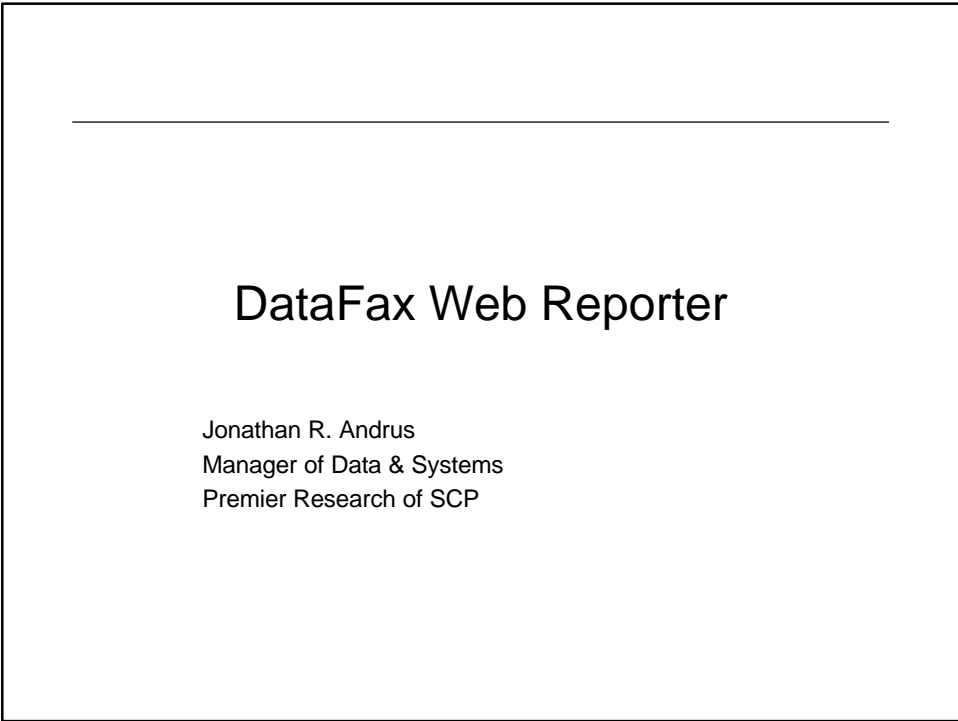 DataFax Web Reporter
Jonathan R. Andrus
Manager of Data & Systems
Premier Research of SCP